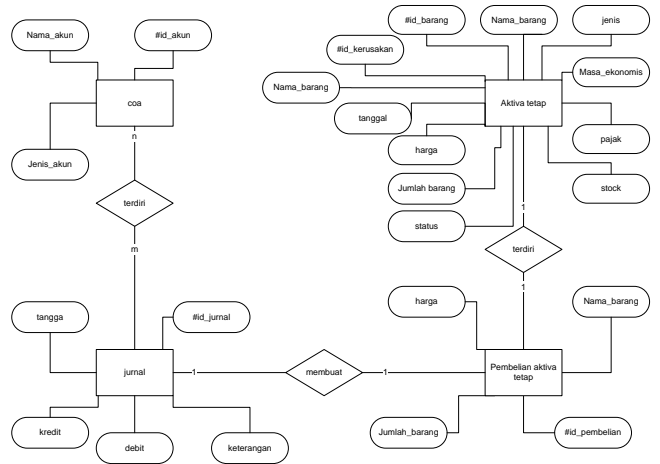 #id_barang
Nama_barang
jenis
Nama_akun
#id_akun
#id_kerusakan
Masa_ekonomis
Nama_barang
coa
Aktiva tetap
tanggal
n
pajak
harga
Jenis_akun
Jumlah barang
stock
terdiri
1
status
m
terdiri
1
harga
Nama_barang
tangga
#id_jurnal
jurnal
1
membuat
1
Pembelian aktiva
tetap
kredit
debit
keterangan
Jumlah_barang
#id_pembelian